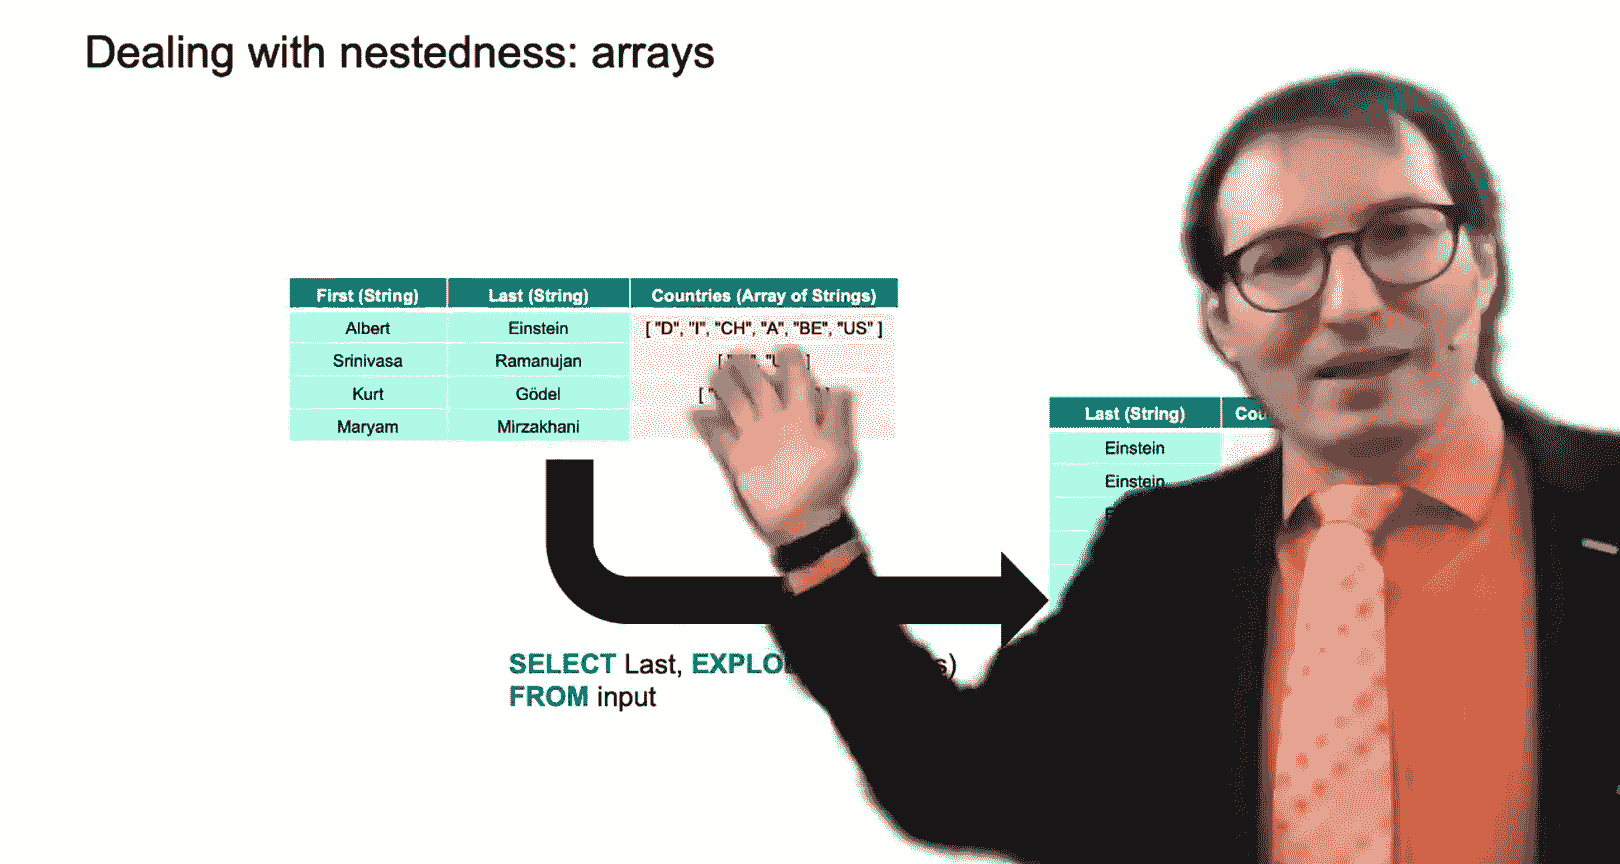 Dealing with nestedness: arrays
First (String) Last (String) Countries (Array of Strings)
Albert Einstein [ "D", "I", "CH", "A", "BE", "US" ]
Srinivasa Ramanujan
Kurt Gödel
Maryam Mirzakhani
Last (String)
Einstein
Einstein
SELECT Last,
FROM input